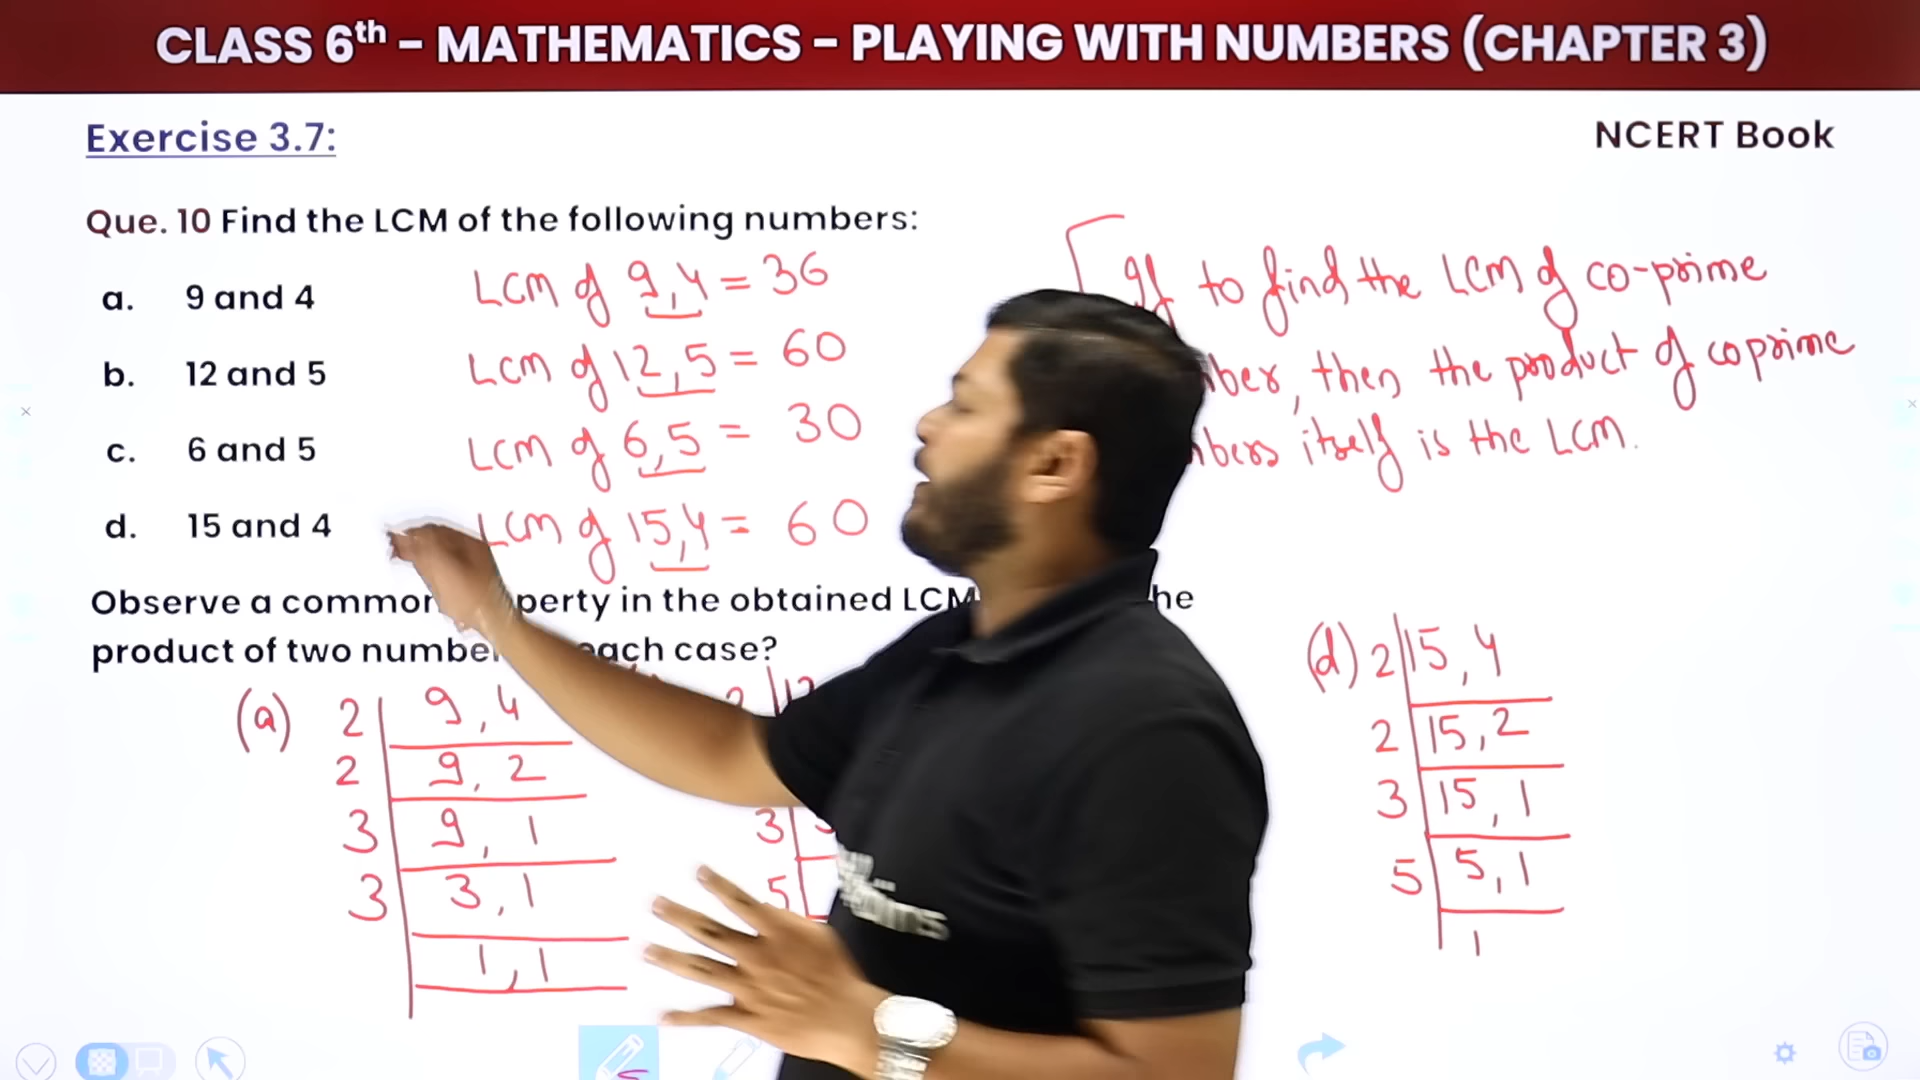 CLASS 6th – MATHEMATICS – PLAYING WITH NUMBERS (CHAPTER 3)
Exercise 3.7:
NCERT Book
Que. 10 Find the LCM of the following numbers:
a. 9 and 4
LCM of 9,4 = 36
b. 12 and 5
LCM of 12,5 = 60
c. 6 and 5
LCM of 6,5 = 30
d. 15 and 4
LCM of 15,4 = 60
If to find the LCM of co-prime
then the product of coprime
itself is the LCM.
Observe a common in the obtained
product of two case?
(a) 2 9,4
2 9,2
3 9,1
3 3,1
1,1
2
3
5
(d) 2 15,4
2 15,2
3 15,1
5 5,1
1